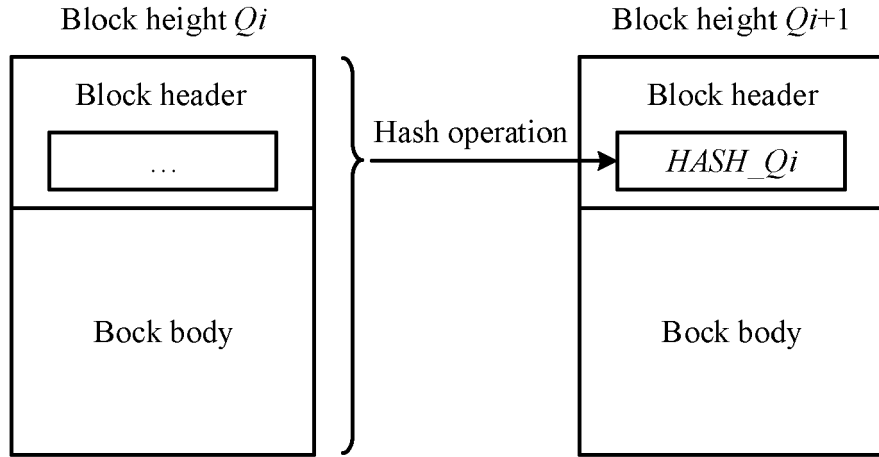 Block height Qi
Block header
...
Bock body
Hash operation
Block height Qi+1
Block header
HASH_Qi
Bock body